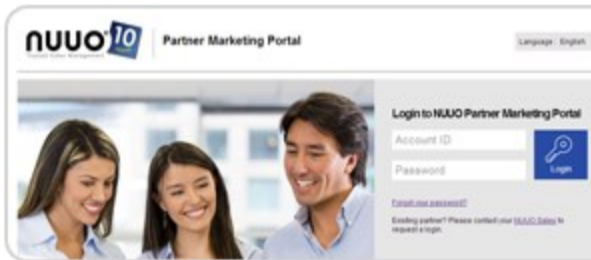 nuuo 10
Partner Marketing Portal
Language : English
Login to NUUO Partner Marketing Portal
Account ID
Password
Login
Forgot your password?
Existing partner? Please contact your NUUO Sales to
request a login.